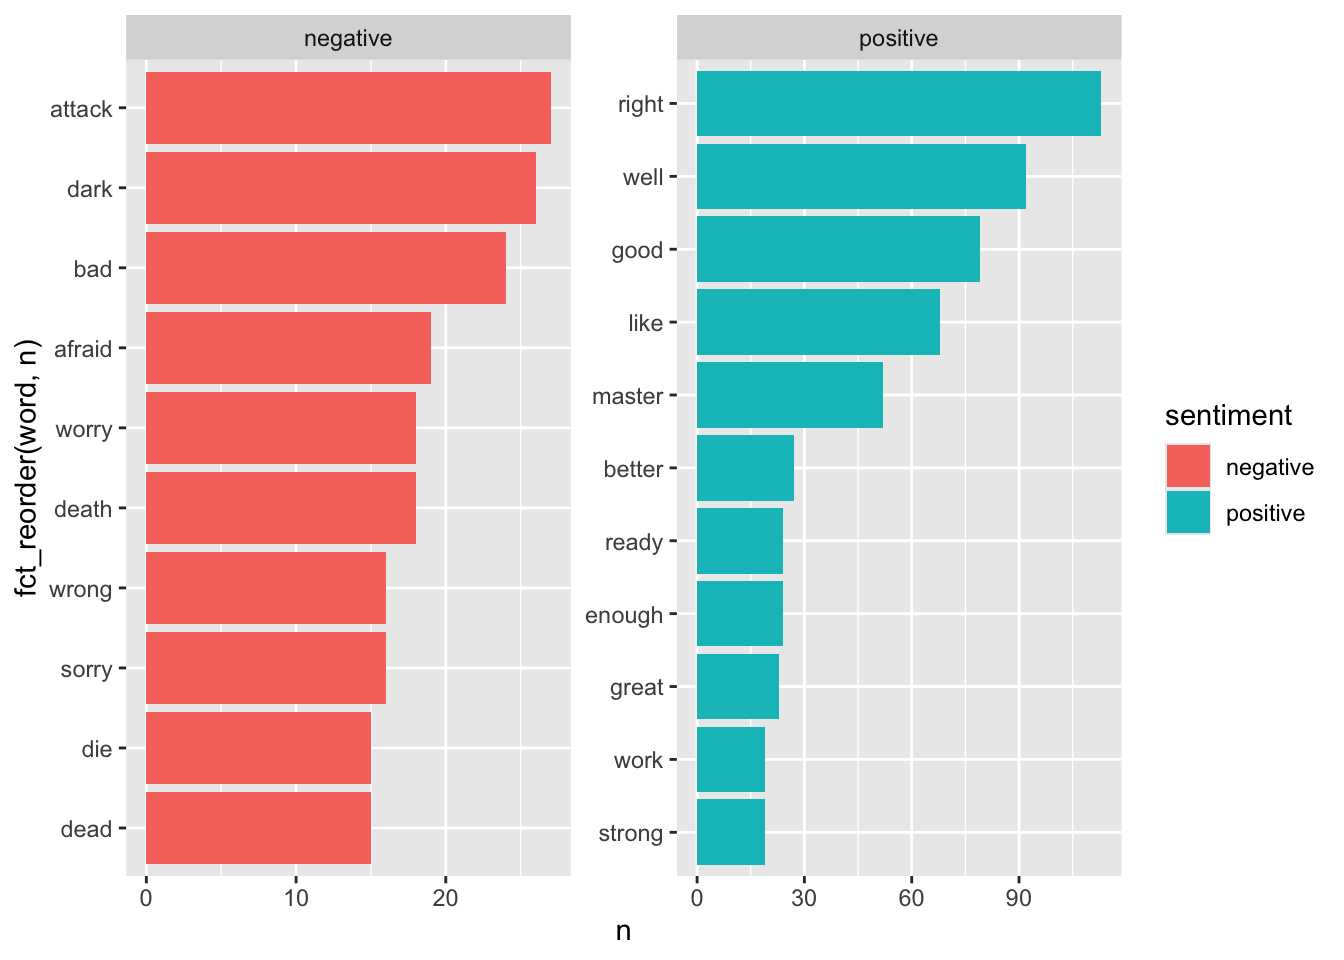 negative
positive
attack
dark
bad
afraid
worry
death
wrong
sorry
die
dead
right
well
good
like
master
better
ready
enough
great
work
strong
0 10 20
0 30 60 90
n
fct_reorder(word, n)
sentiment
negative
positive